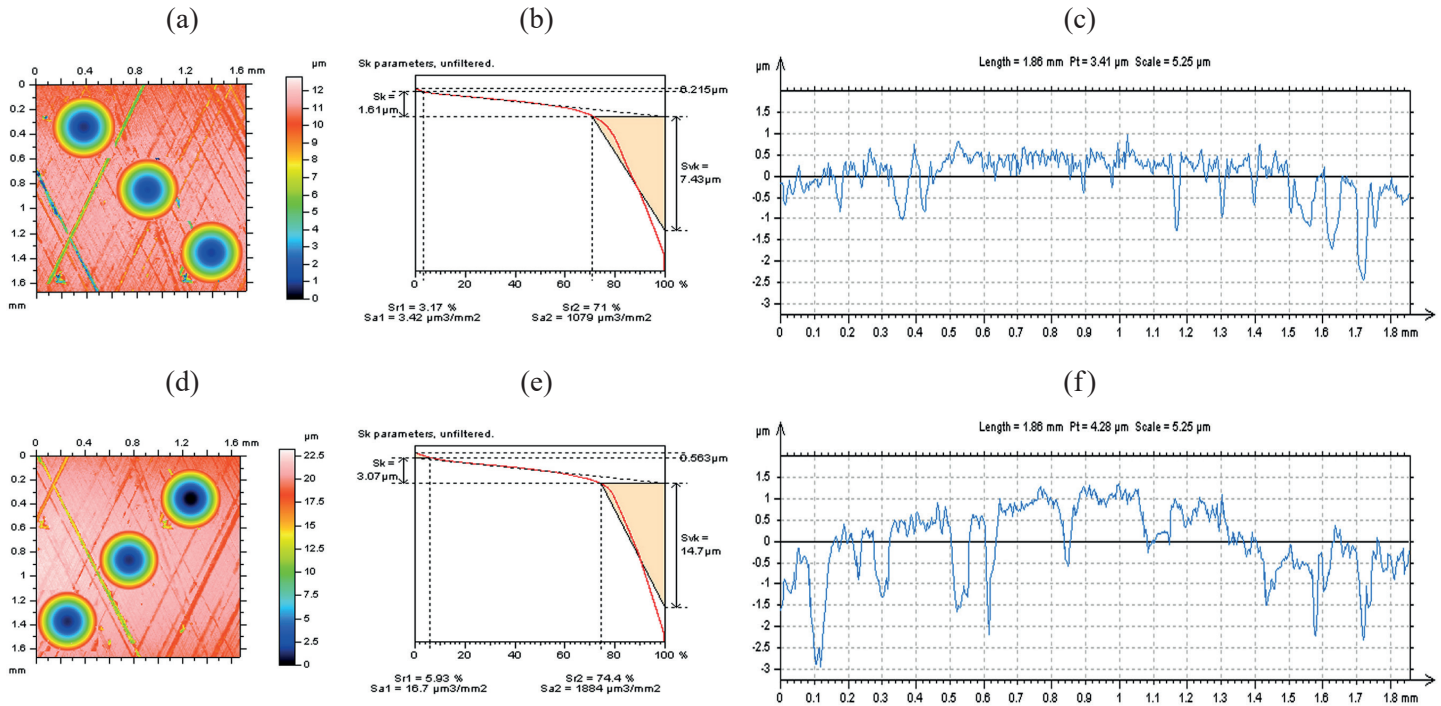 (a)
(b)
(c)
0 0.4 0.8 1.2 1.6 mm
0
0.2
0.4
0.6
0.8
1
1.2
1.4
1.6
mm
µm
12
11
10
9
8
7
6
5
4
3
2
1
0
Sk parameters, unfiltered.
Sk =
1.61µm
0.215µm
Svk =
7.43µm
0 20 40 60 80 100 %
Sr1 = 3.17 % Sr2 = 71 %
Sa1 = 3.42 µm3/mm2 Sa2 = 1079 µm3/mm2
Length = 1.86 mm Pt = 3.41 µm Scale = 5.25 µm
µm
1
0.5
0
-0.5
-1
-1.5
-2
-2.5
-3
0 0.1 0.2 0.3 0.4 0.5 0.6 0.7 0.8 0.9 1 1.1 1.2 1.3 1.4 1.5 1.6 1.7 1.8 mm
(d)
(e)
(f)
0 0.4 0.8 1.2 1.6 mm
0
0.2
0.4
0.6
0.8
1
1.2
1.4
1.6
mm
µm
22.5
20
17.5
15
12.5
10
7.5
5
2.5
0
Sk parameters, unfiltered.
Sk =
3.07µm
0.563µm
Svk =
14.7µm
0 20 40 60 80 100 %
Sr1 = 5.93 % Sr2 = 74.4 %
Sa1 = 16.7 µm3/mm2 Sa2 = 1884 µm3/mm2
Length = 1.86 mm Pt = 4.28 µm Scale = 5.25 µm
µm
1.5
1
0.5
0
-0.5
-1
-1.5
-2
-2.5
-3
0 0.1 0.2 0.3 0.4 0.5 0.6 0.7 0.8 0.9 1 1.1 1.2 1.3 1.4 1.5 1.6 1.7 1.8 mm